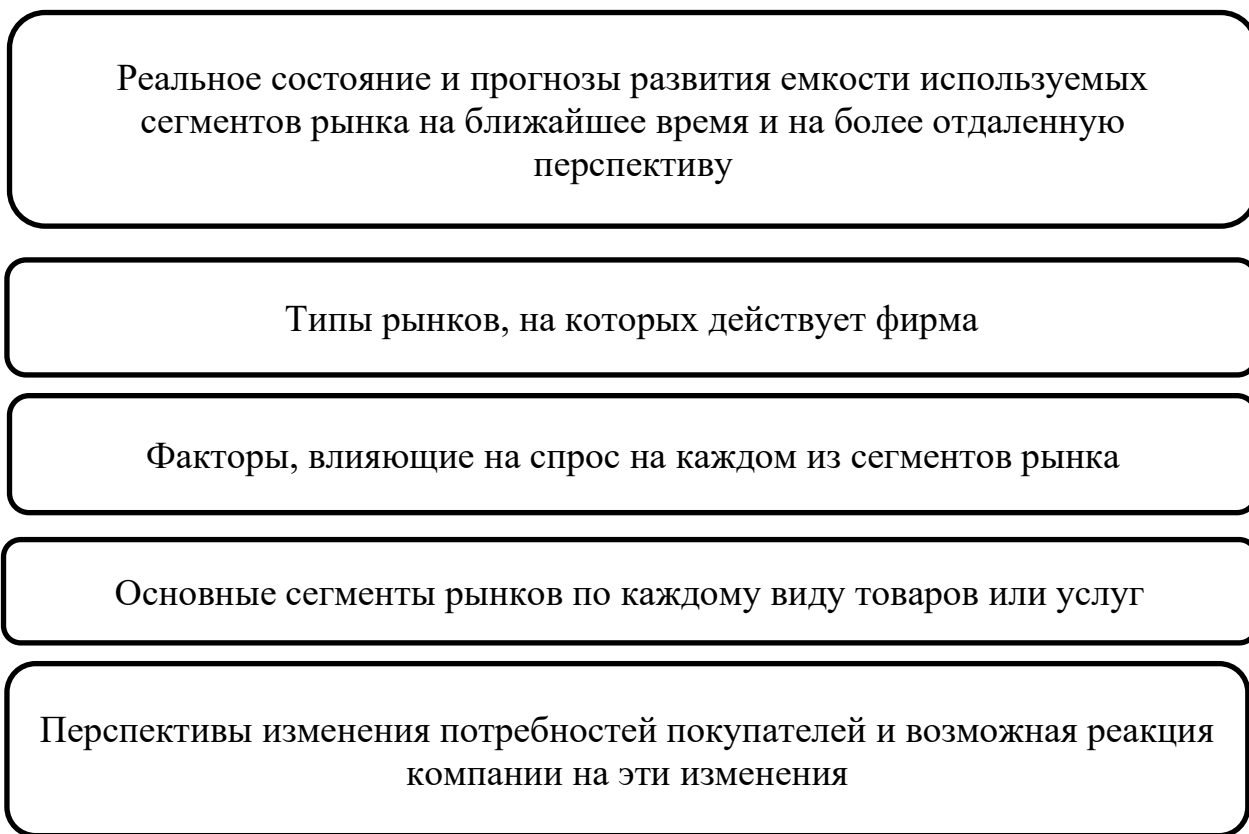 Реальное состояние и прогнозы развития емкости используемых
сегментов рынка на ближайшее время и на более отдаленную
перспективу
Типы рынков, на которых действует фирма
Факторы, влияющие на спрос на каждом из сегментов рынка
Основные сегменты рынков по каждому виду товаров или услуг
Перспективы изменения потребностей покупателей и возможная реакция
компании на эти изменения